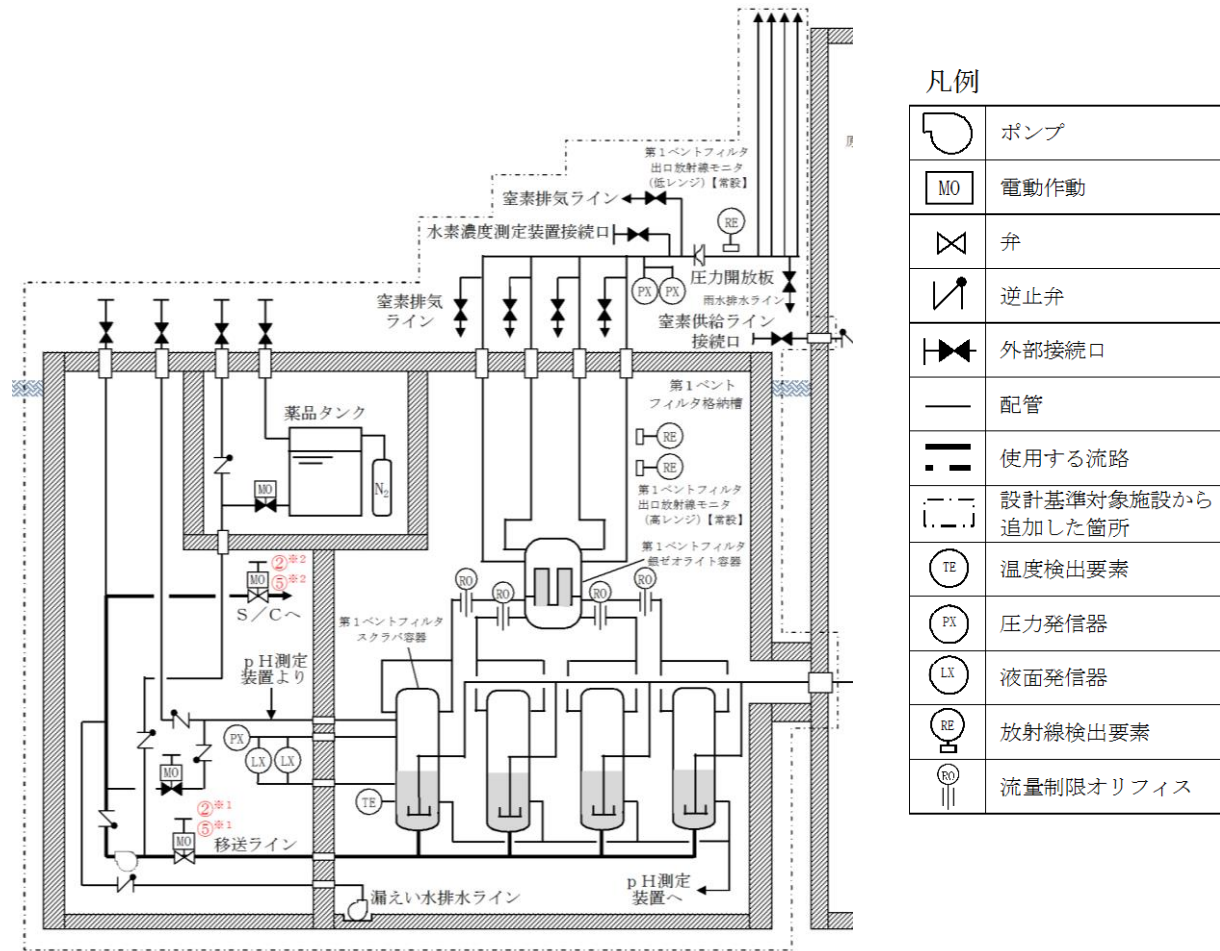 第1ベントフィルタ
出口放射線モニタ
(低レンジ)【常設】
窒素排気ライン
RE
水素濃度測定装置接続口
圧力開放板
PX
PX
雨水排水ライン
窒素排気
ライン
窒素供給ライン
接続口
第1ベント
フィルタ格納槽
薬品タンク
RE
MO
N2
RE
第1ベントフィルタ
出口放射線モニタ
(高レンジ)【常設】
第1ベントフィルタ
銀ゼオライト容器
②※2
MO
⑤※2
S/Cへ
RO
RO
RO
RO
第1ベントフィルタ
スクラバ容器
pH測定
装置より
PX
LX
LX
MO
TE
②※1
⑤※1
MO
移送ライン
pH測定
装置へ
漏えい水排水ライン
凡例
ポンプ
MO
電動作動
弁
逆止弁
外部接続口
配管
使用する流路
設計基準対象施設から
追加した箇所
TE
温度検出要素
PX
圧力発信器
LX
液面発信器
RE
放射線検出要素
RO
流量制限オリフィス